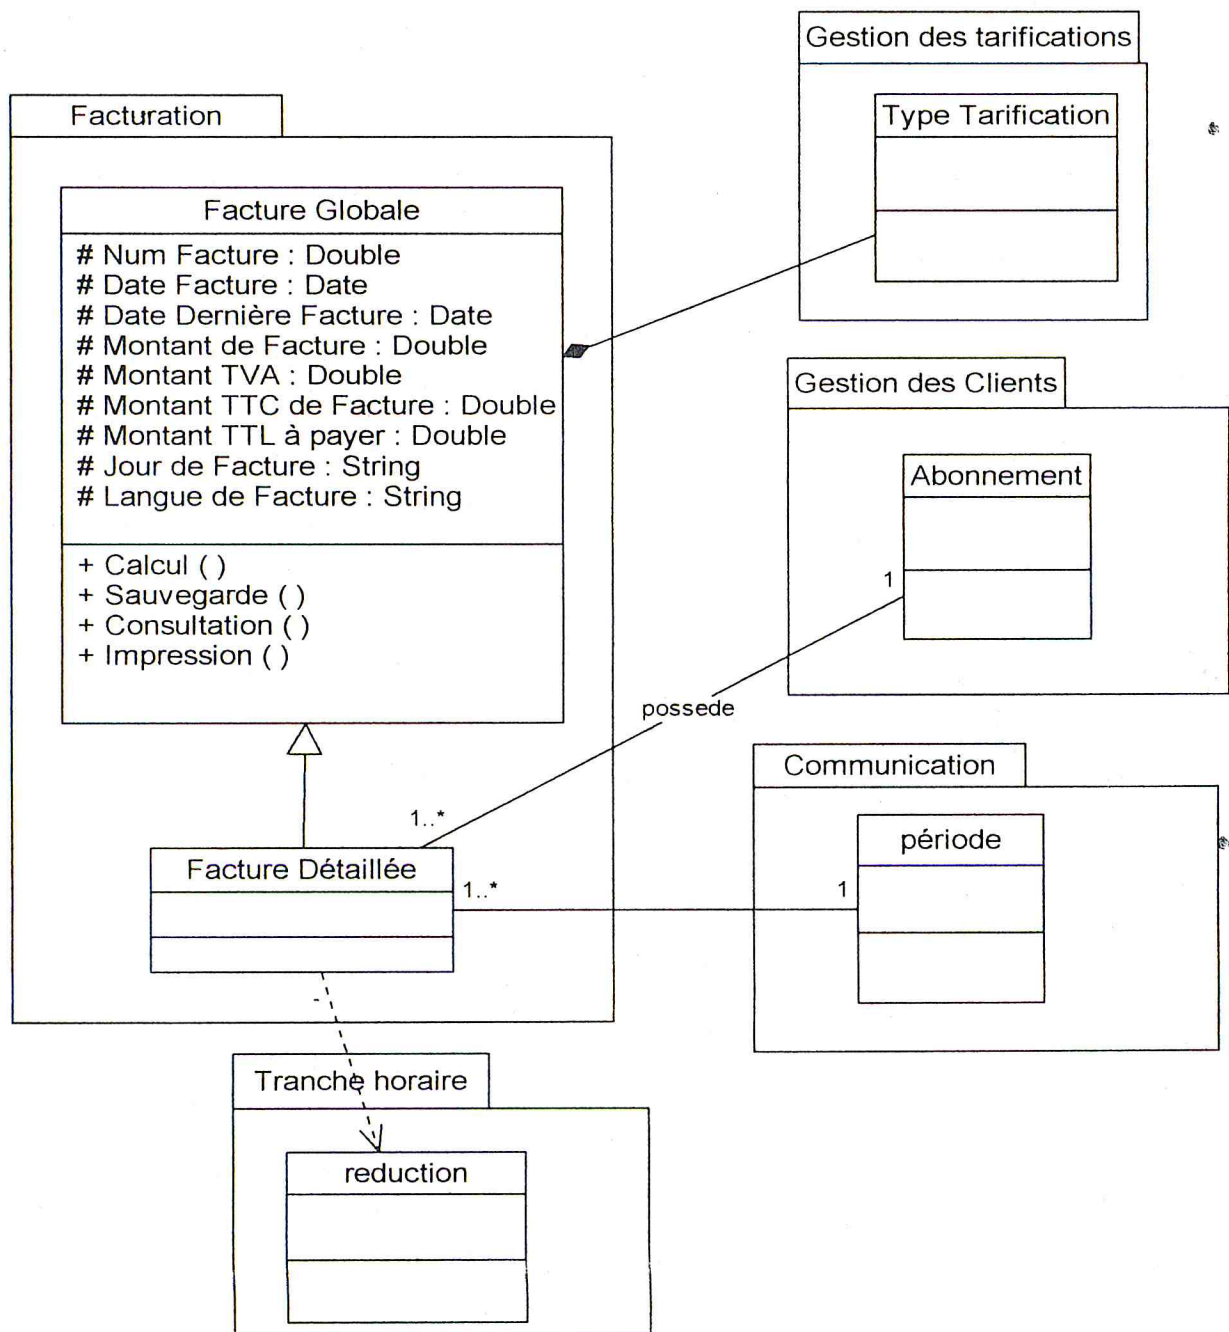 Gestion des tarifications
Type Tarification
Facturation
Facture Globale
# Num Facture : Double
# Date Facture : Date
# Date Dernière Facture : Date
# Montant de Facture : Double
# Montant TVA : Double
# Montant TTC de Facture : Double
# Montant TTL à payer : Double
# Jour de Facture : String
# Langue de Facture : String
+ Calcul ( )
+ Sauvegarde ( )
+ Consultation ( )
+ Impression ( )
Gestion des Clients
Abonnement
1
possede
1..*
Facture Détaillée
1..*
1
Communication
période
Tranche horaire
reduction